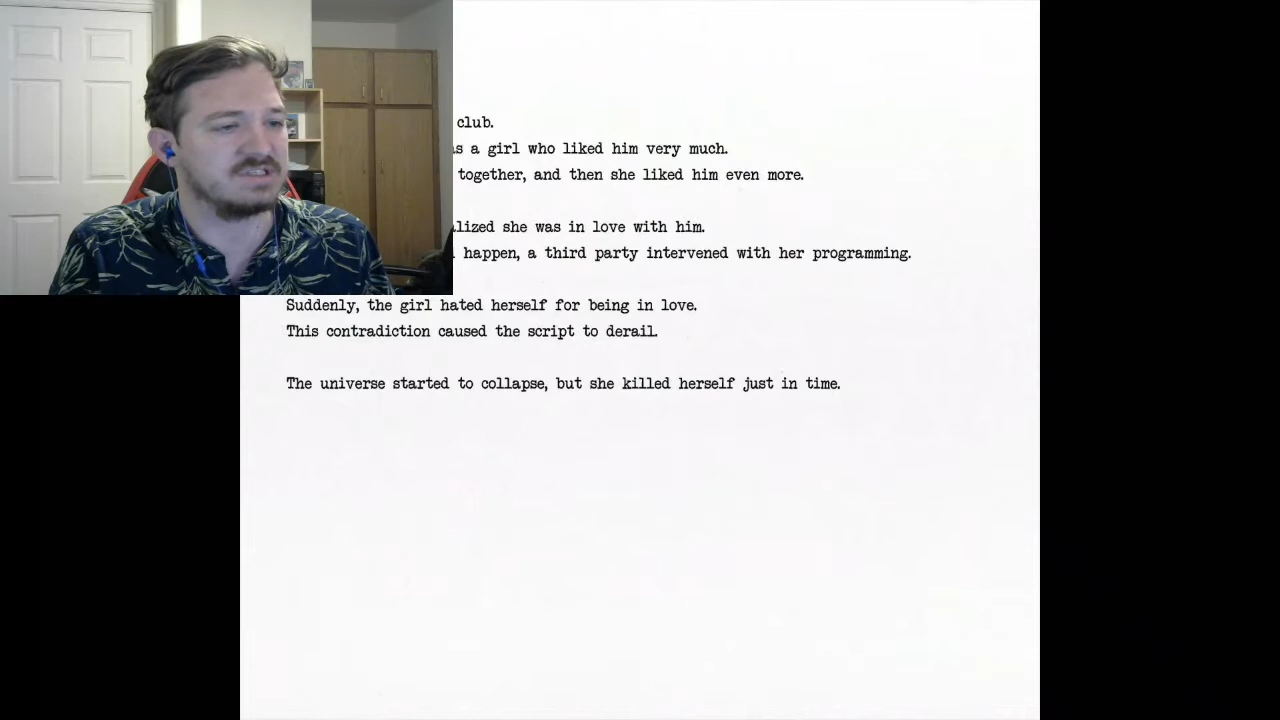 club.
s a girl who liked him very much.
together, and then she liked him even more.
lized she was in love with him.
happen, a third party intervened with her programming.
Suddenly, the girl hated herself for being in love.
This contradiction caused the script to derail.
The universe started to collapse, but she killed herself just in time.